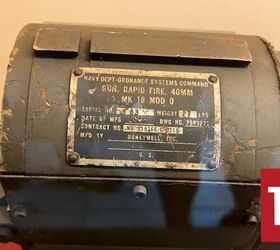 NAVY DEPT-ORDNANCE SYSTEMS COMMAND
GUN, RAPID FIRE, 40MM
MK 18 MOD 0
SERIAL NO. WEIGHT 27 LBS
DATE OF MFG DWG NO.
CONTRACT NO.
MFD BY HONEYWELL, INC.
U. S.